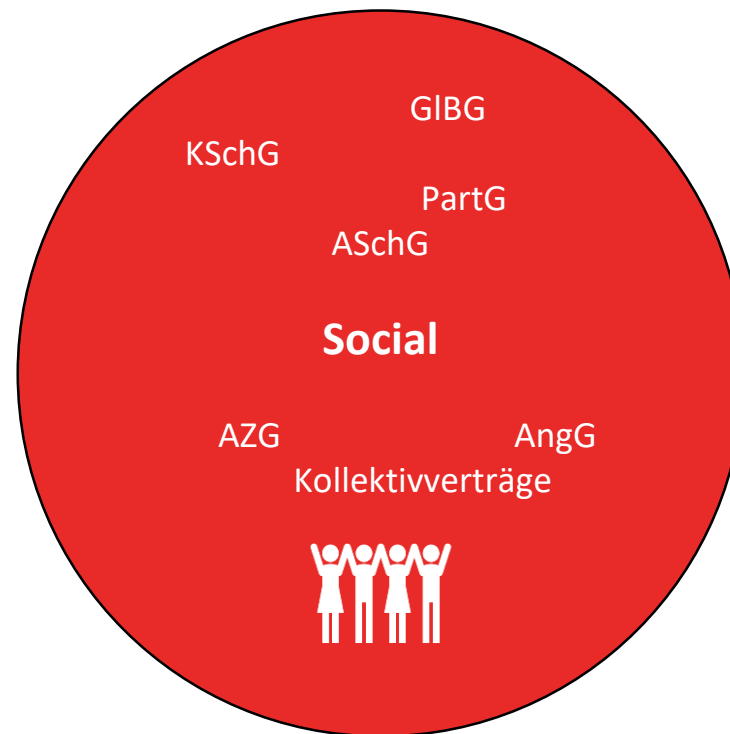 GlBG
KSchG
PartG
ASchG
Social
AZG
AngG
Kollektivverträge